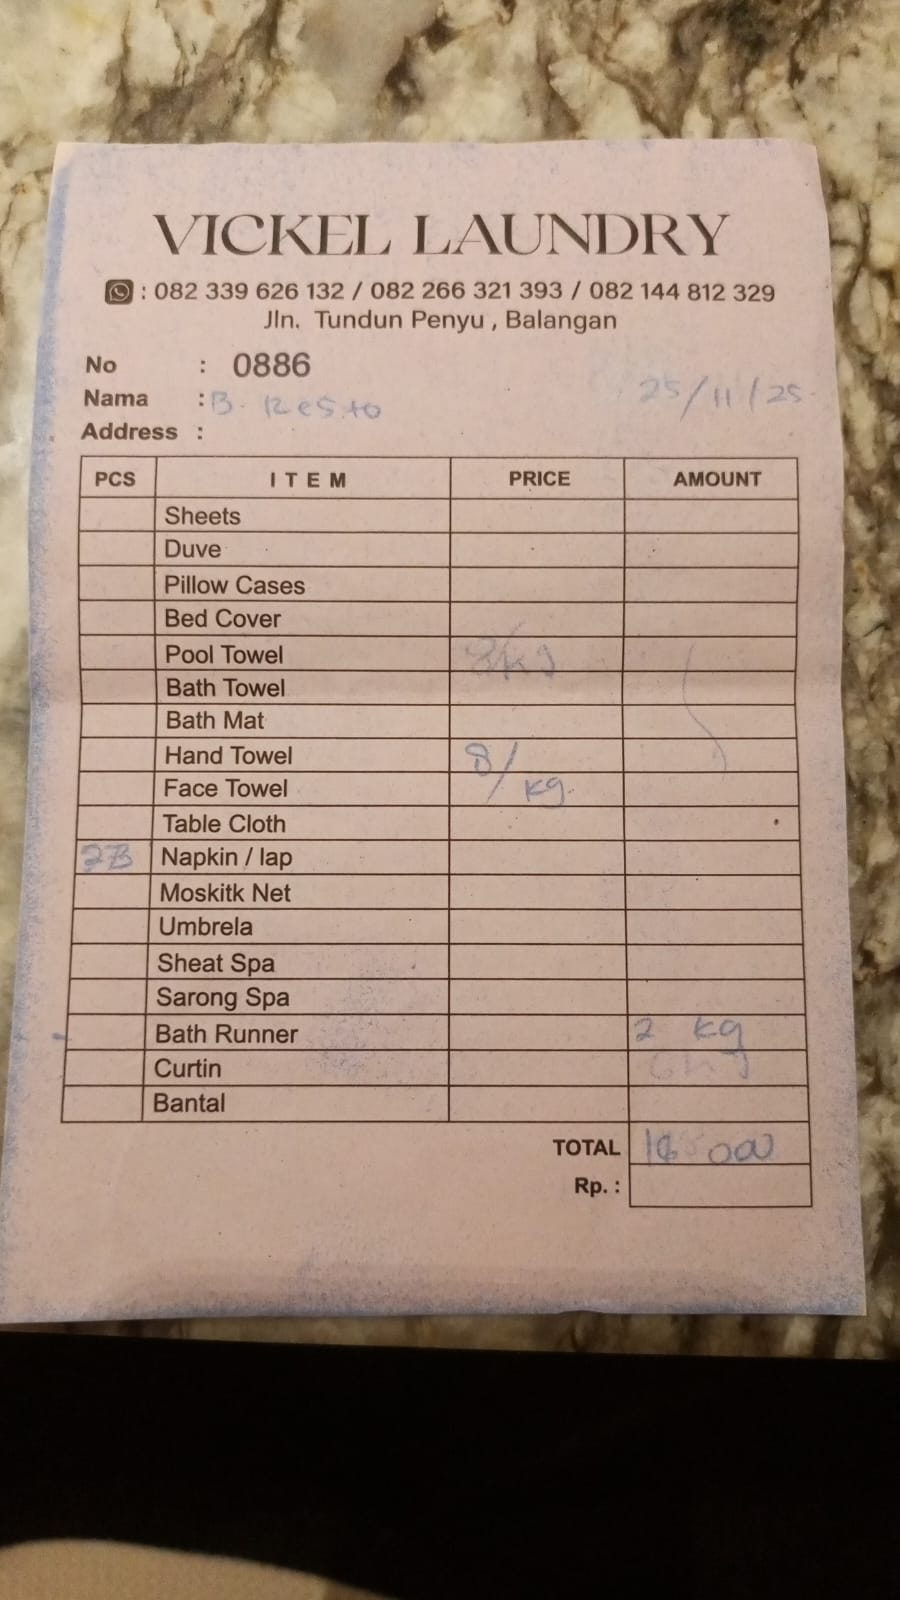 VICKEL LAUNDRY
: 082 339 626 132 / 082 266 321 393 / 082 144 812 329
Jln. Tundun Penyu , Balangan
No : 0886
Nama : B. Resto 25/11/25.
Address :
PCS ITEM PRICE AMOUNT
Sheets
Duve
Pillow Cases
Bed Cover
Pool Towel 8/kg
Bath Towel
Bath Mat
Hand Towel 8/
Face Towel kg.
Table Cloth
Napkin / lap
Moskitk Net
Umbrela
Sheat Spa
Sarong Spa
Bath Runner 2 kg
Curtin
Bantal
TOTAL 16 000
Rp. :